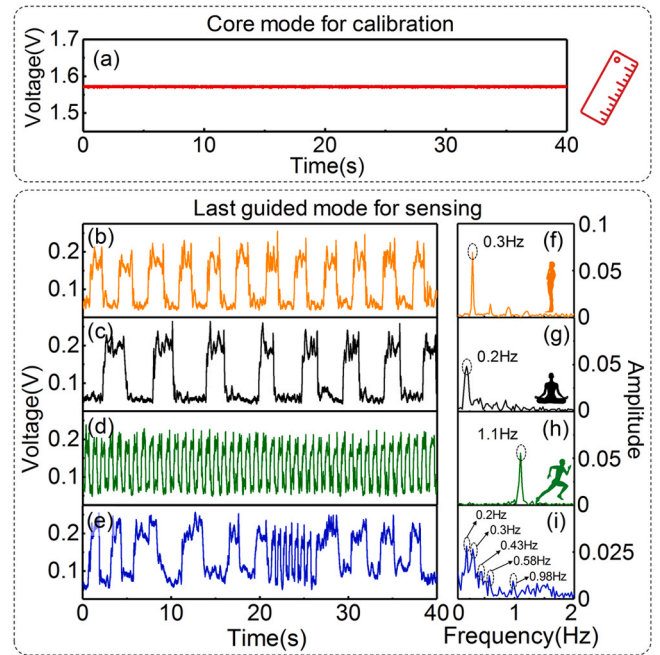 Core mode for calibration
1.7
1.6
1.5
Voltage(V)
(a)
0 10 20 30 40
Time(s)
Last guided mode for sensing
(b)
0.2
0.1
(c)
0.2
0.1
(d)
0.2
0.1
(e)
0.2
0.1
Voltage(V)
0 10 20 30 40
Time(s)
0.3Hz
(f)
0.1
0.05
0
0.2Hz
(g)
0.05
0
1.1Hz
(h)
0.05
0
0.2Hz
0.3Hz
0.43Hz
0.58Hz
0.98Hz
(i)
0.025
0
Amplitude
0 1 2
Frequency(Hz)